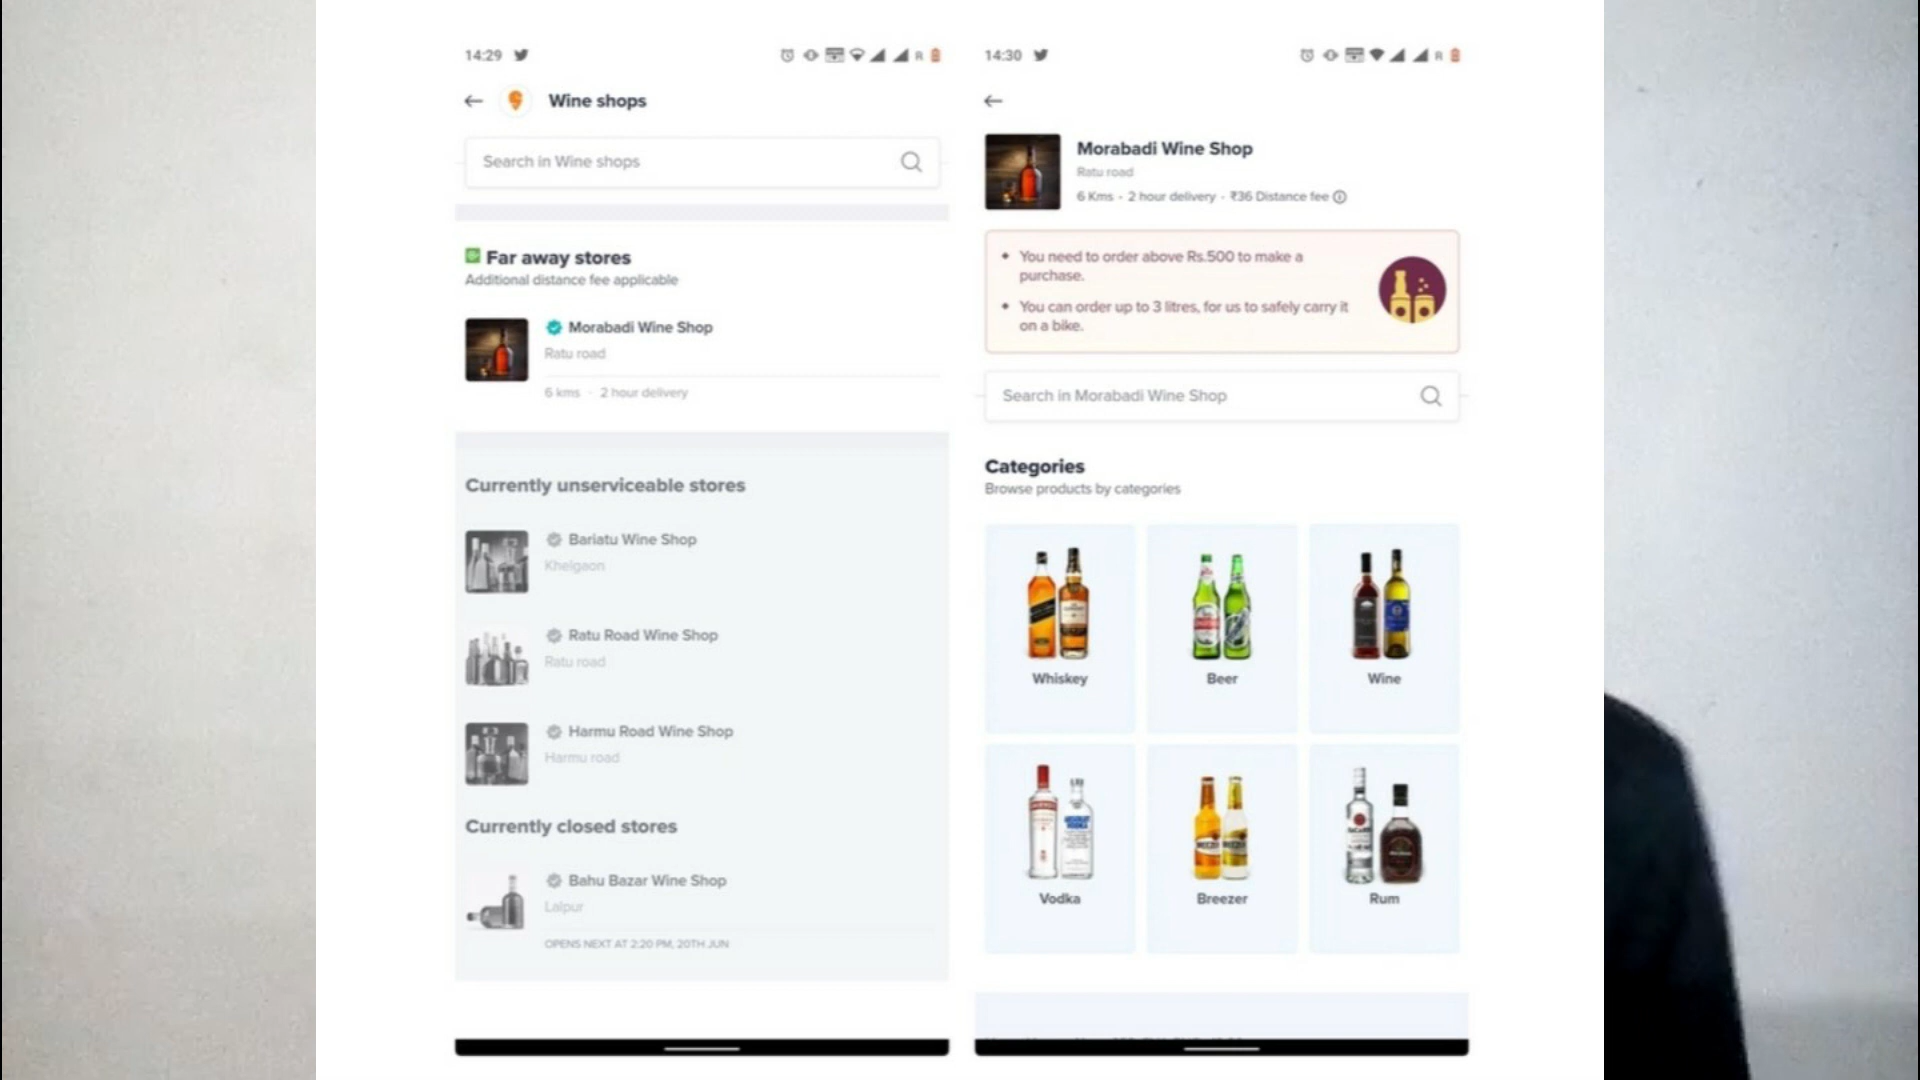 14:29
Wine shops
Search in Wine shops
Far away stores
Additional distance fee applicable
Morabadi Wine Shop
Ratu road
6 kms · 2 hour delivery
Currently unserviceable stores
Bariatu Wine Shop
Khelgaon
Ratu Road Wine Shop
Ratu road
Harmu Road Wine Shop
Harmu road
Currently closed stores
Bahu Bazar Wine Shop
Lalpur
OPENS NEXT AT 2:20 PM, 20TH JUN
14:30
R
Morabadi Wine Shop
Ratu road
6 Kms · 2 hour delivery · ₹36 Distance fee
• You need to order above Rs.500 to make a
purchase.
• You can order up to 3 litres, for us to safely carry it
on a bike.
Search in Morabadi Wine Shop
Categories
Browse products by categories
Whiskey
Beer
Wine
ABSOLUT
VODKA
BREEZER
BREEZER
BACARDI
Vodka
Breezer
Rum